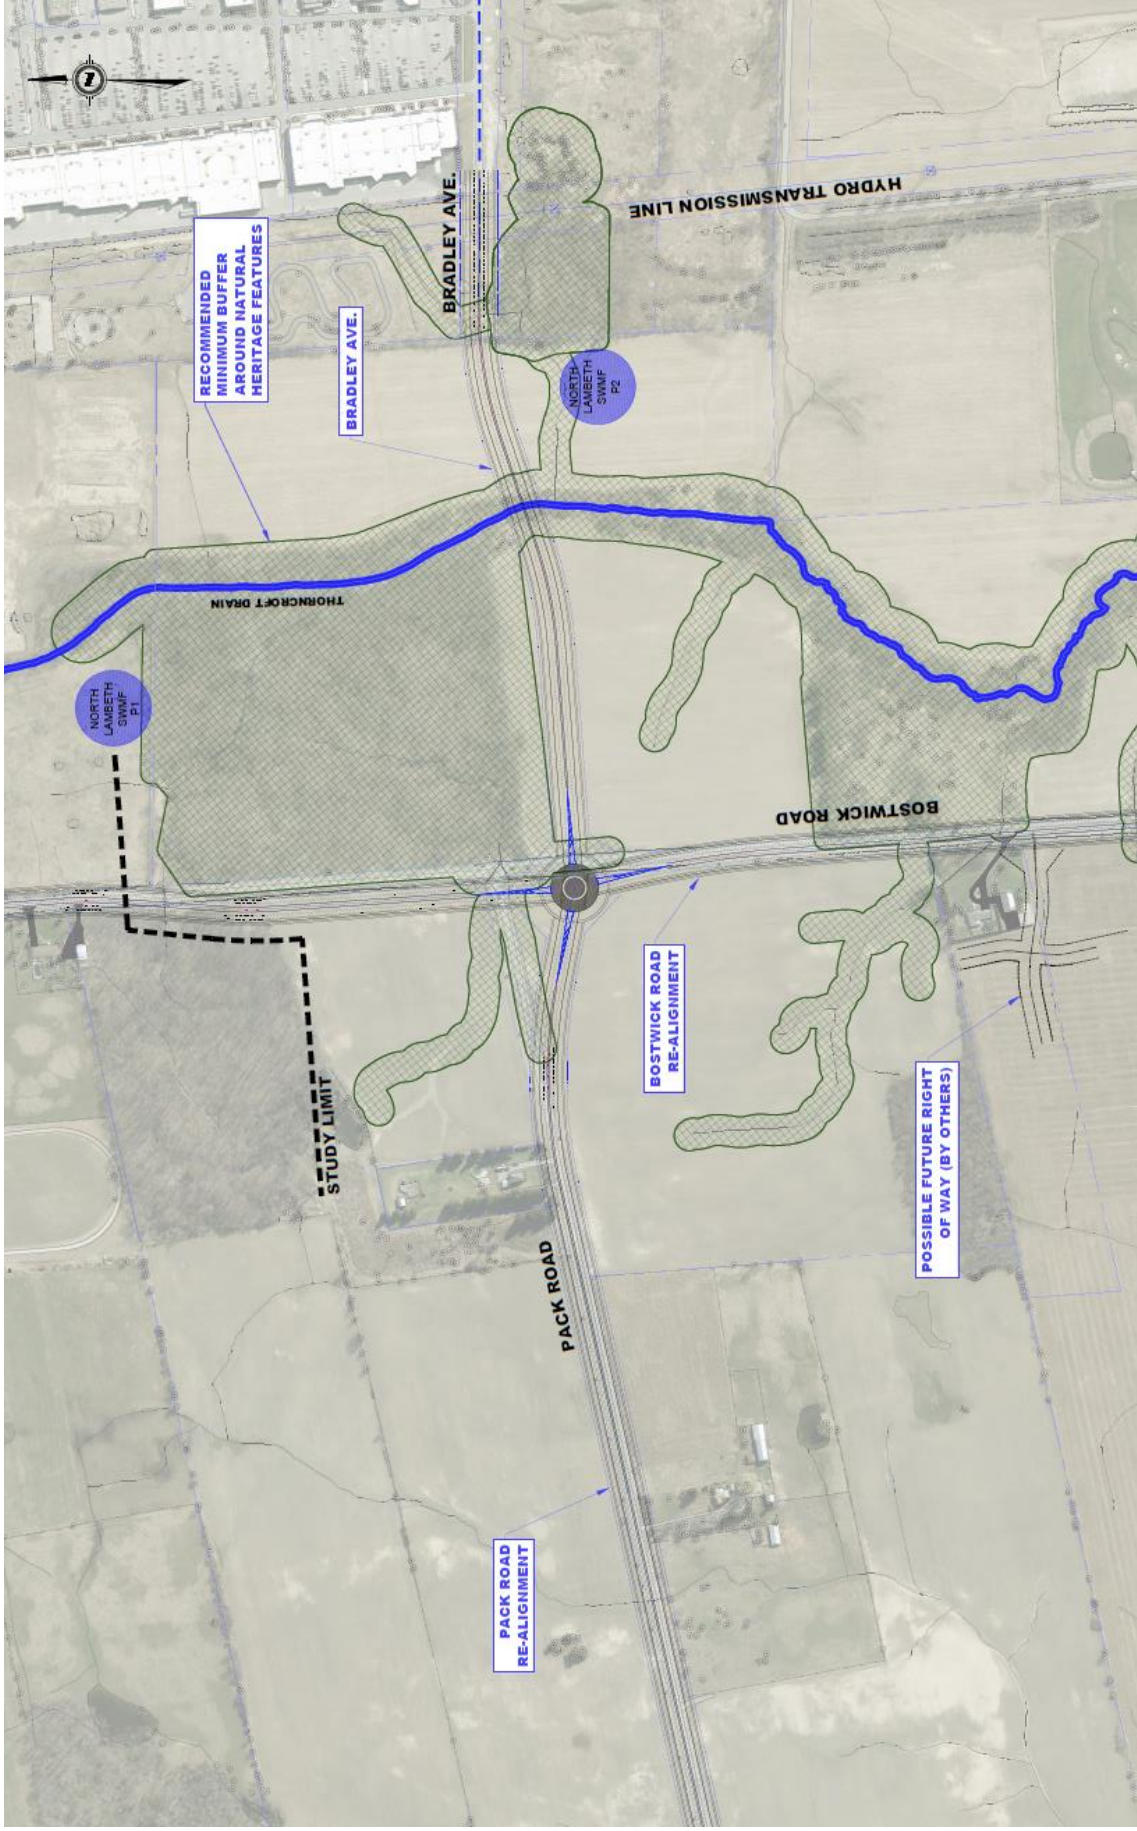 RECOMMENDED
MINIMUM BUFFER
AROUND NATURAL
HERITAGE FEATURES
BRADLEY AVE.
BRADLEY AVE.
HYDRO TRANSMISSION LINE
NORTH
LAMBETH
SWMF
P2
THORNCROFT DRAIN
NORTH
LAMBETH
SWMF
P1
BOSTWICK ROAD
BOSTWICK ROAD
RE-ALIGNMENT
STUDY LIMIT
POSSIBLE FUTURE RIGHT
OF WAY (BY OTHERS)
PACK ROAD
PACK ROAD
RE-ALIGNMENT